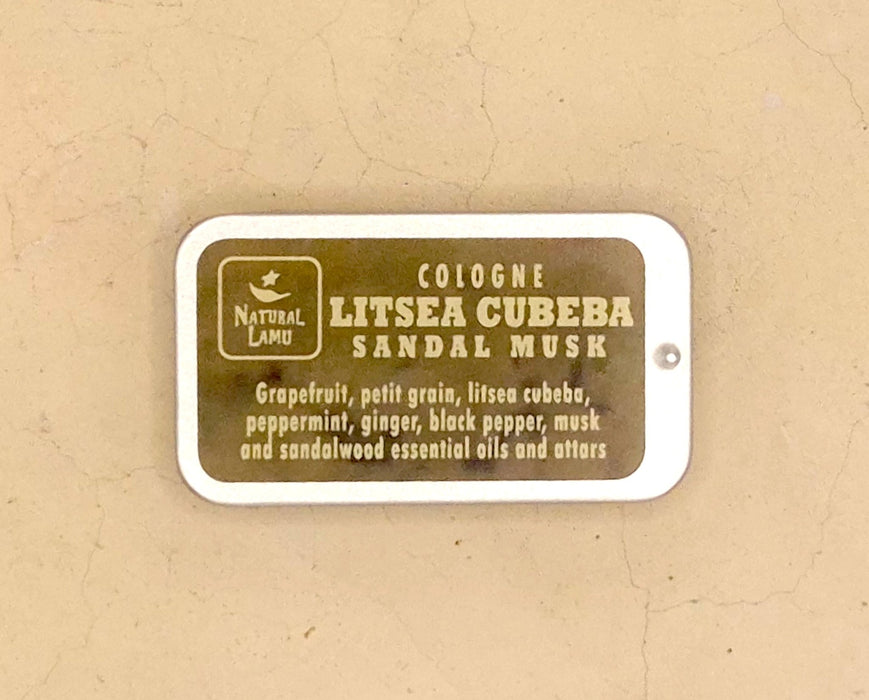 NATURAL
LAMU
COLOGNE
LITSEA CUBEBA
SANDAL MUSK
Grapefruit, petit grain, litsea cubeba,
peppermint, ginger, black pepper, musk
and sandalwood essential oils and attars